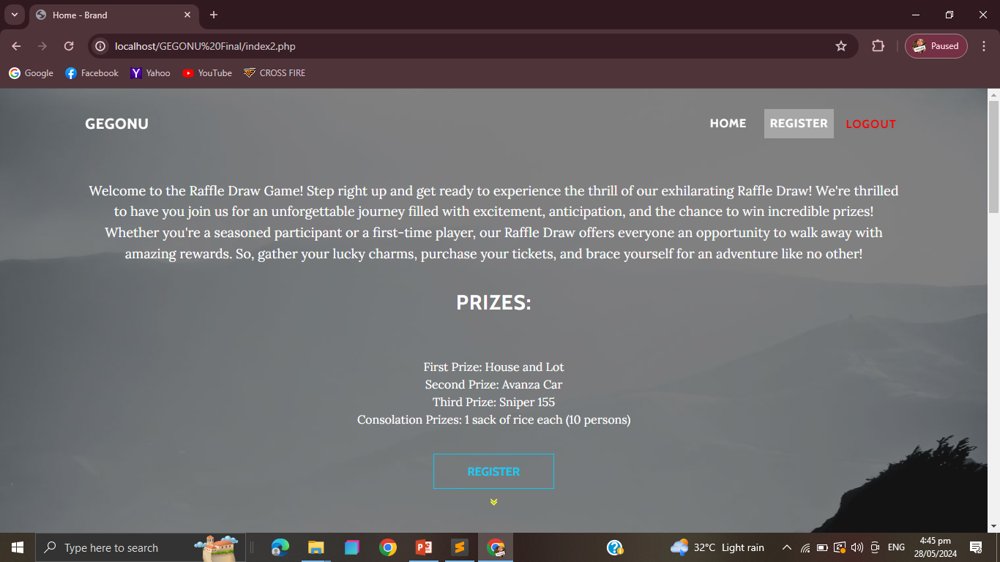 Home - Brand
localhost/GEGONU%20Final/index2.php
Paused
Google
Facebook
Yahoo
YouTube
CROSS FIRE
GEGONU
HOME
REGISTER
LOGOUT
Welcome to the Raffle Draw Game! Step right up and get ready to experience the thrill of our exhilarating Raffle Draw! We're thrilled
to have you join us for an unforgettable journey filled with excitement, anticipation, and the chance to win incredible prizes!
Whether you're a seasoned participant or a first-time player, our Raffle Draw offers everyone an opportunity to walk away with
amazing rewards. So, gather your lucky charms, purchase your tickets, and brace yourself for an adventure like no other!
PRIZES:
First Prize: House and Lot
Second Prize: Avanza Car
Third Prize: Sniper 155
Consolation Prizes: 1 sack of rice each (10 persons)
REGISTER
Type here to search
32°C Light rain
ENG
4:45 pm
28/05/2024